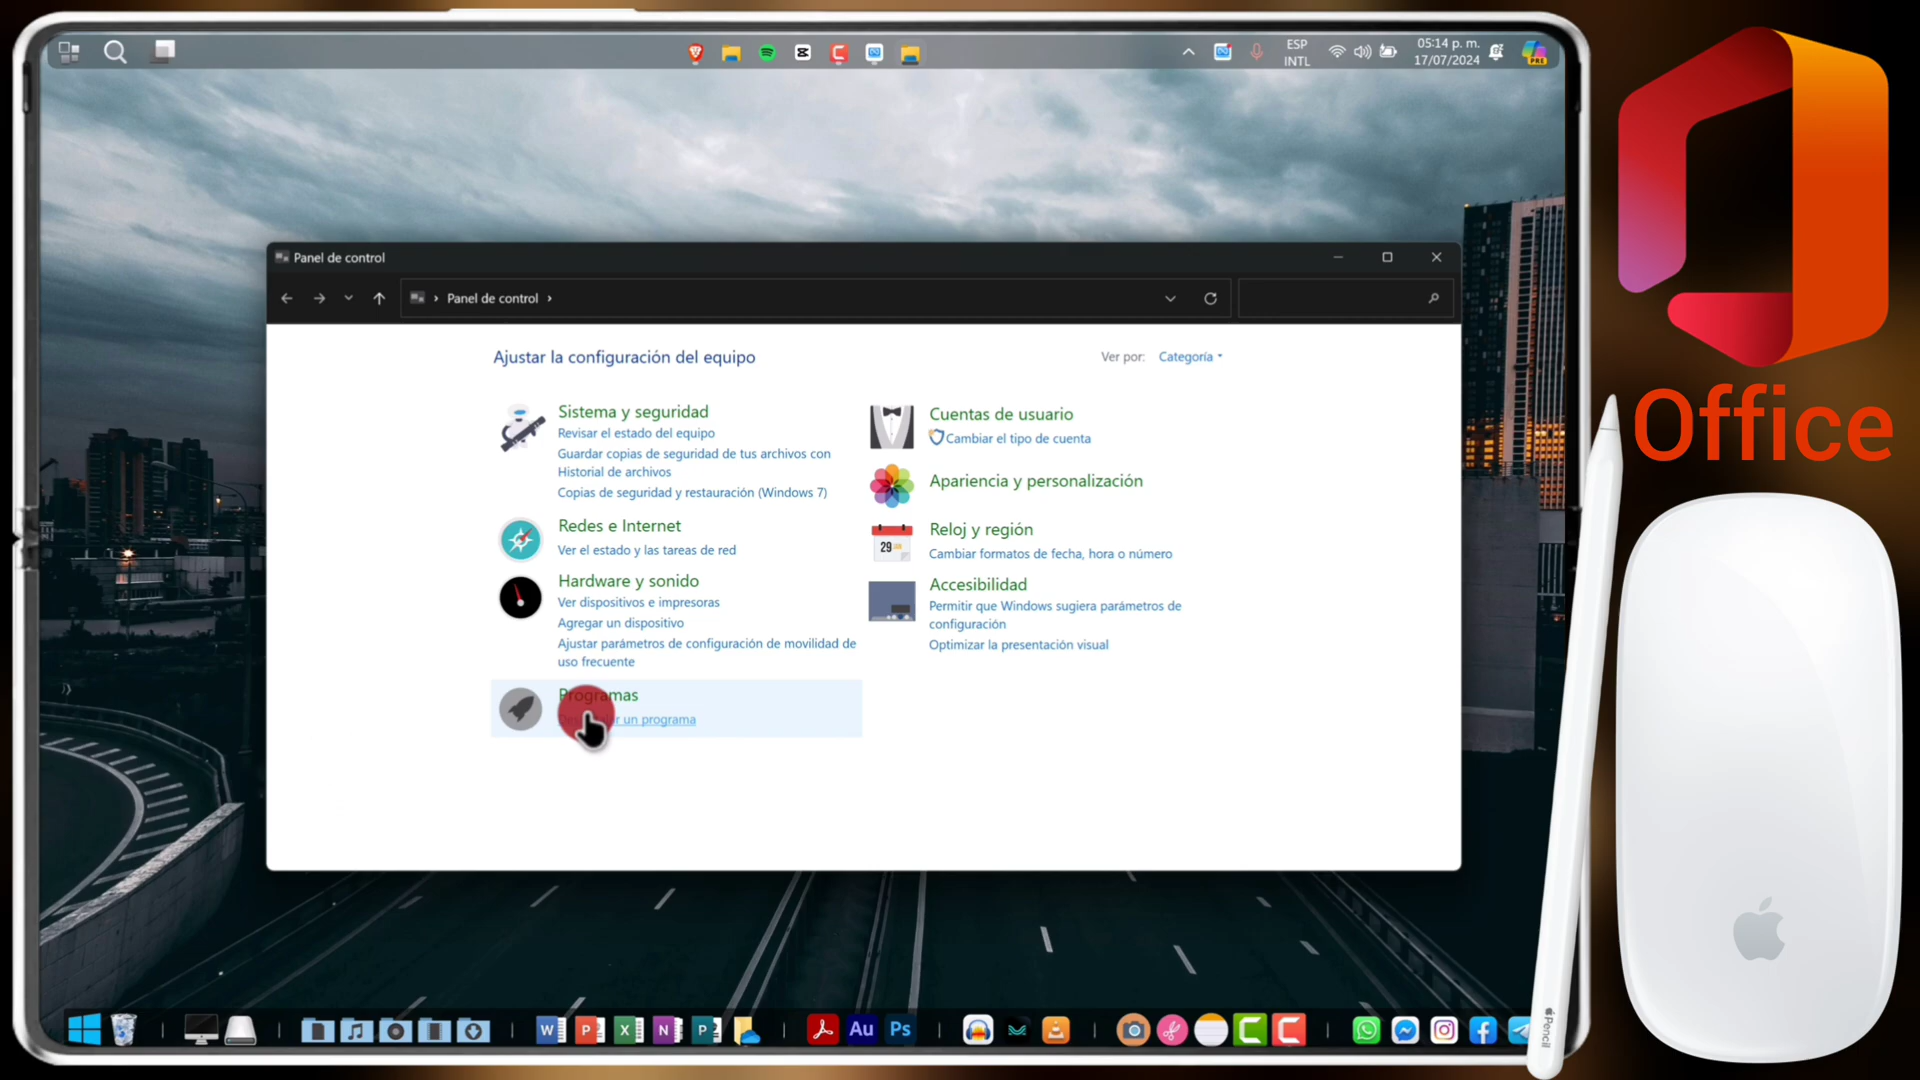 05:14 p. m.
ESP
INTL
17/07/2024
PRE
Panel de control
Panel de control
Ajustar la configuración del equipo
Ver por: Categoría
Sistema y seguridad
Revisar el estado del equipo
Guardar copias de seguridad de tus archivos con
Historial de archivos
Copias de seguridad y restauración (Windows 7)
Redes e Internet
Ver el estado y las tareas de red
Hardware y sonido
Ver dispositivos e impresoras
Agregar un dispositivo
Ajustar parámetros de configuración de movilidad de
uso frecuente
Programas
un programa
Cuentas de usuario
Cambiar el tipo de cuenta
Apariencia y personalización
Reloj y región
29
Cambiar formatos de fecha, hora o número
Accesibilidad
Permitir que Windows sugiera parámetros de
configuración
Optimizar la presentación visual
Office
W
P
X
N
P
Au
Ps
Pencil